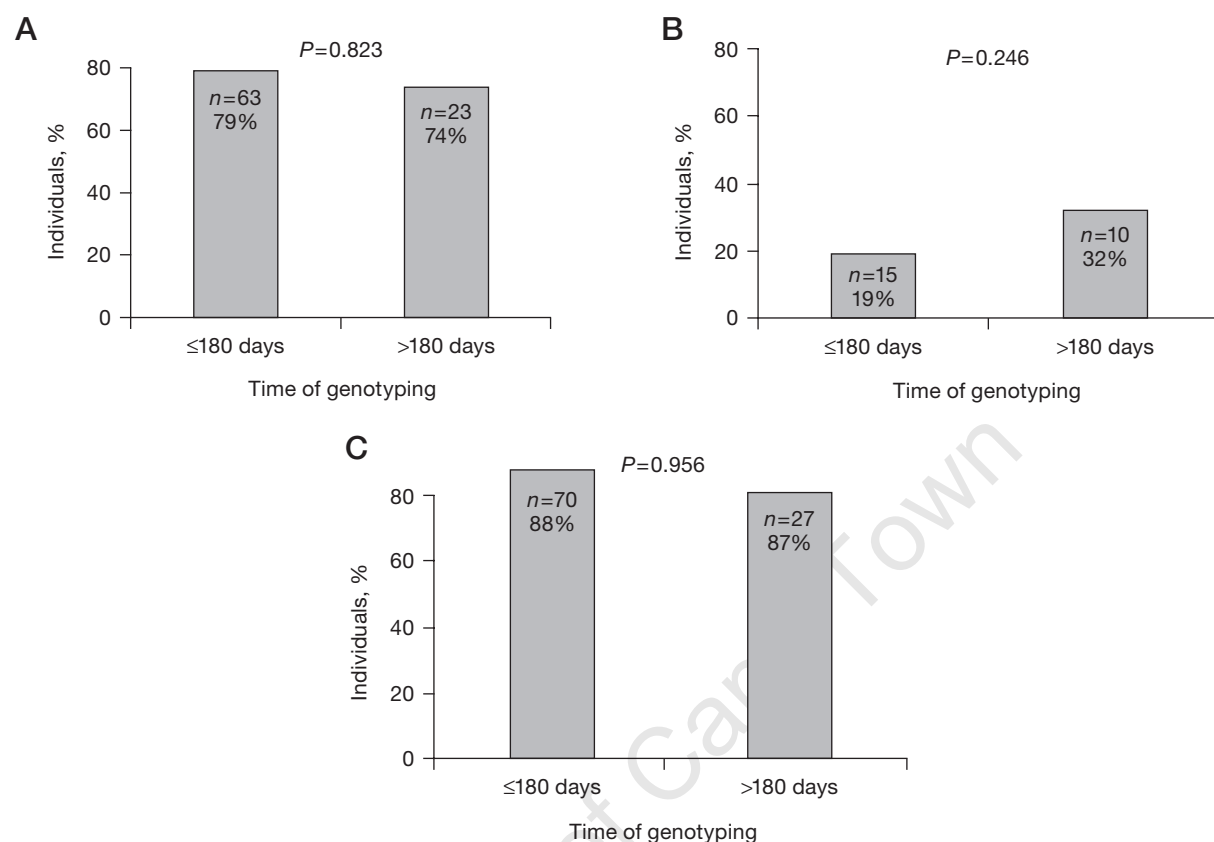 A
P=0.823
80
60
40
20
0
Individuals, %
n=63
79%
n=23
74%
≤180 days
>180 days
Time of genotyping
B
P=0.246
80
60
40
20
0
Individuals, %
n=15
19%
n=10
32%
≤180 days
>180 days
Time of genotyping
C
P=0.956
80
60
40
20
0
Individuals, %
n=70
88%
n=27
87%
≤180 days
>180 days
Time of genotyping
of Cape Town